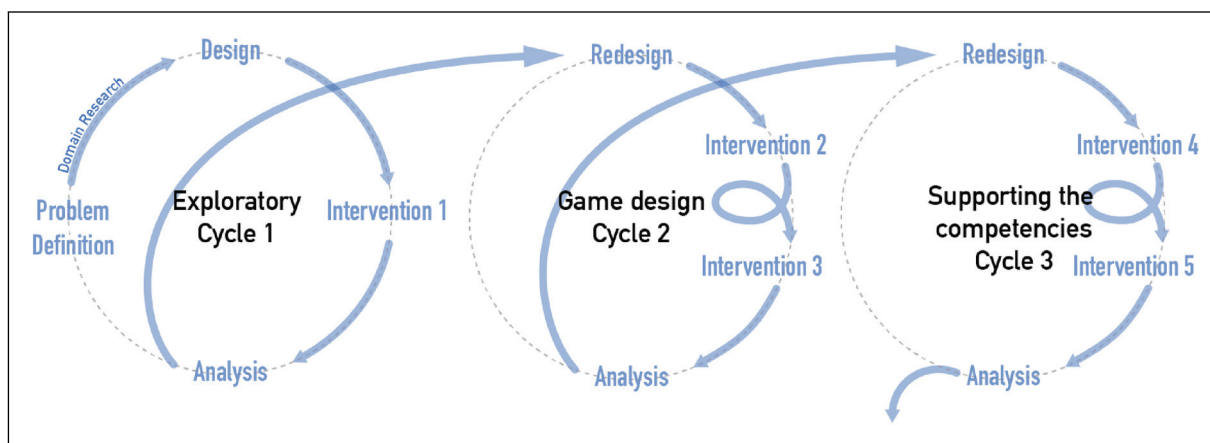 Design
Domain Research
Problem
Definition
Exploratory
Cycle 1
Intervention 1
Analysis
Redesign
Intervention 2
Game design
Cycle 2
Intervention 3
Analysis
Redesign
Intervention 4
Supporting the
competencies
Cycle 3
Intervention 5
Analysis